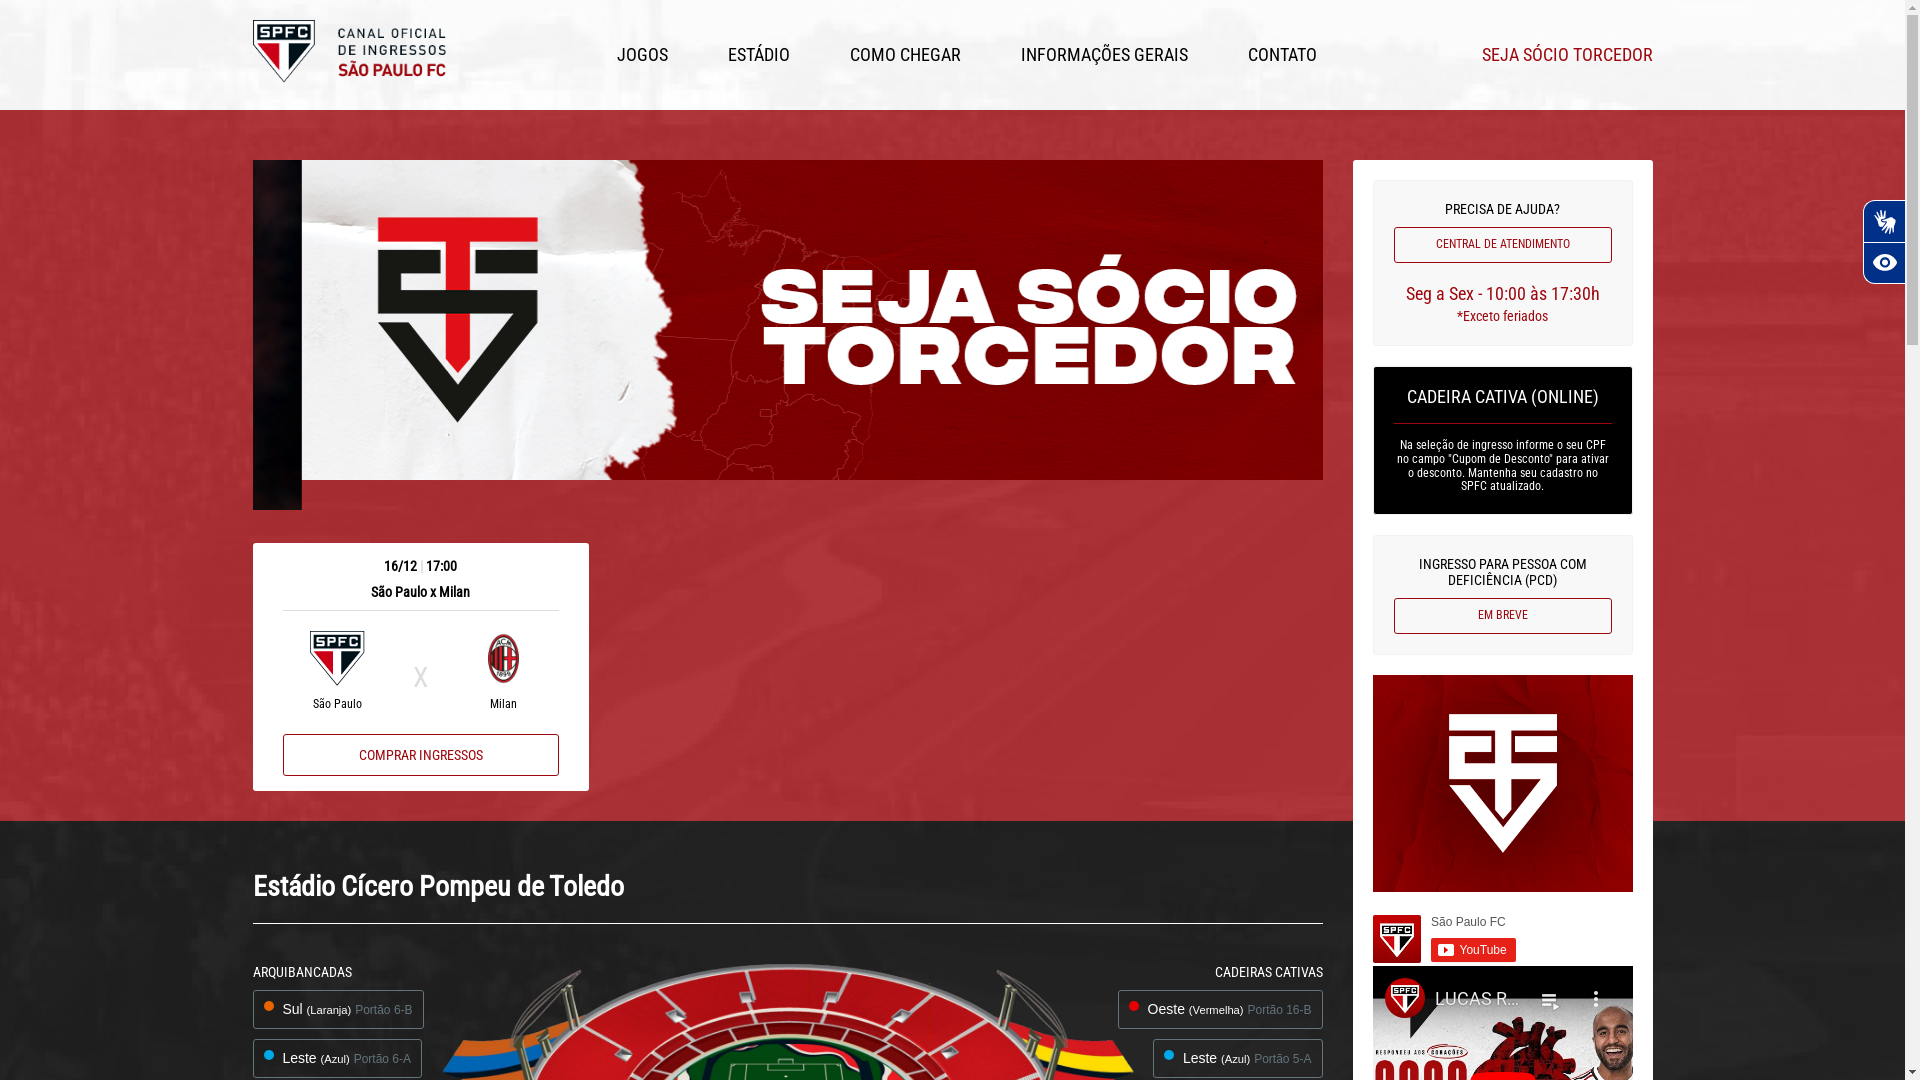 SPFC
CANAL OFICIAL
DE INGRESSOS
SÃO PAULO FC
JOGOS
ESTÁDIO
COMO CHEGAR
INFORMAÇÕES GERAIS
CONTATO
SEJA SÓCIO TORCEDOR
SEJA SÓCIO
TORCEDOR
PRECISA DE AJUDA?
CENTRAL DE ATENDIMENTO
Seg a Sex - 10:00 às 17:30h
*Exceto feriados
CADEIRA CATIVA (ONLINE)
Na seleção de ingresso informe o seu CPF
no campo "Cupom de Desconto" para ativar
o desconto. Mantenha seu cadastro no
SPFC atualizado.
INGRESSO PARA PESSOA COM
DEFICIÊNCIA (PCD)
EM BREVE
16/12 | 17:00
São Paulo x Milan
SPFC
X
São Paulo
Milan
COMPRAR INGRESSOS
Estádio Cícero Pompeu de Toledo
ARQUIBANCADAS
Sul (Laranja) Portão 6-B
Leste (Azul) Portão 6-A
CADEIRAS CATIVAS
Oeste (Vermelha) Portão 16-B
Leste (Azul) Portão 5-A
SPFC
São Paulo FC
YouTube
SPFC
LUCAS R...
RESPONDEU AOS CORAÇÕES